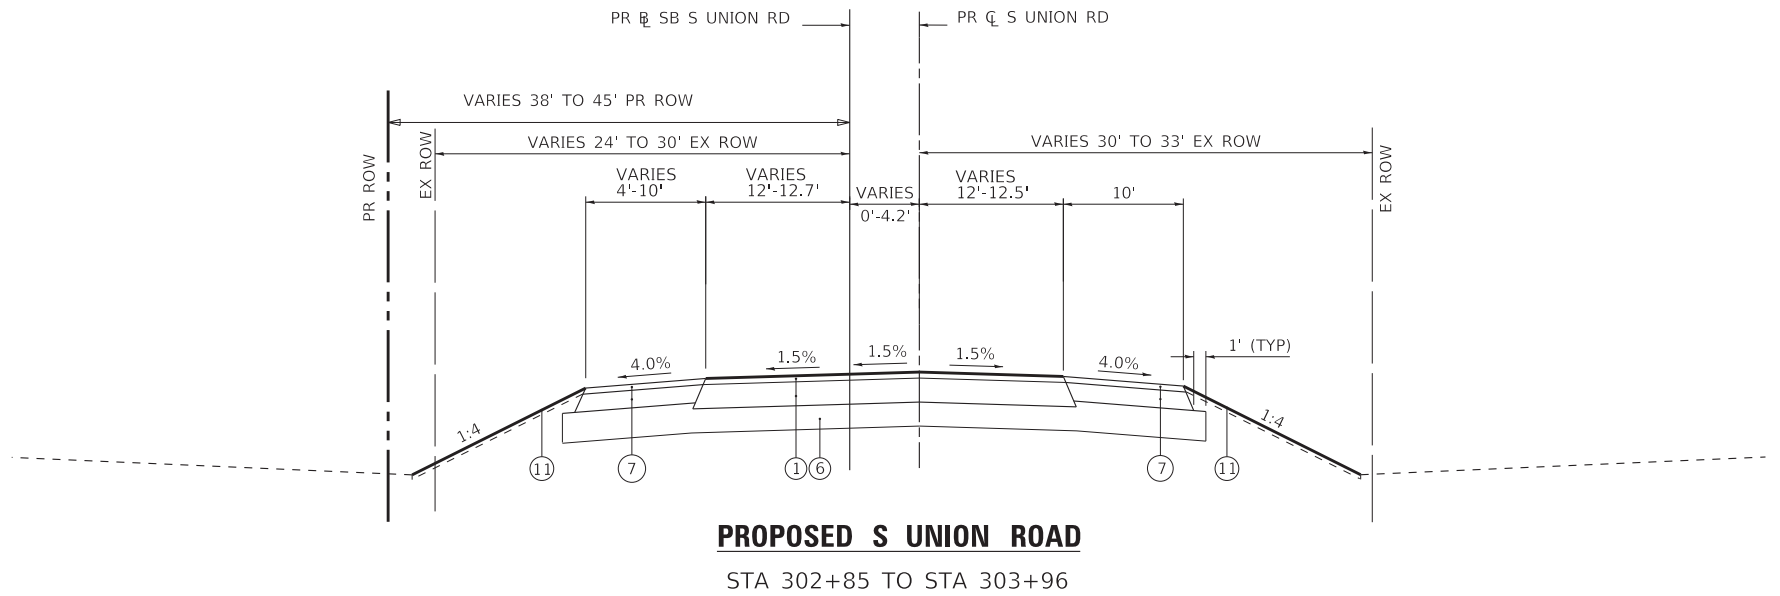 PR ⅊ SB S UNION RD
PR ℄ S UNION RD
VARIES 38' TO 45' PR ROW
VARIES 24' TO 30' EX ROW
VARIES 30' TO 33' EX ROW
PR ROW
EX ROW
EX ROW
VARIES
4'-10'
VARIES
12'-12.7'
VARIES
0'-4.2'
VARIES
12'-12.5'
10'
4.0%
1.5%
1.5%
1.5%
4.0%
1' (TYP)
1:4
1:4
11
7
1
6
7
11
PROPOSED S UNION ROAD
STA 302+85 TO STA 303+96